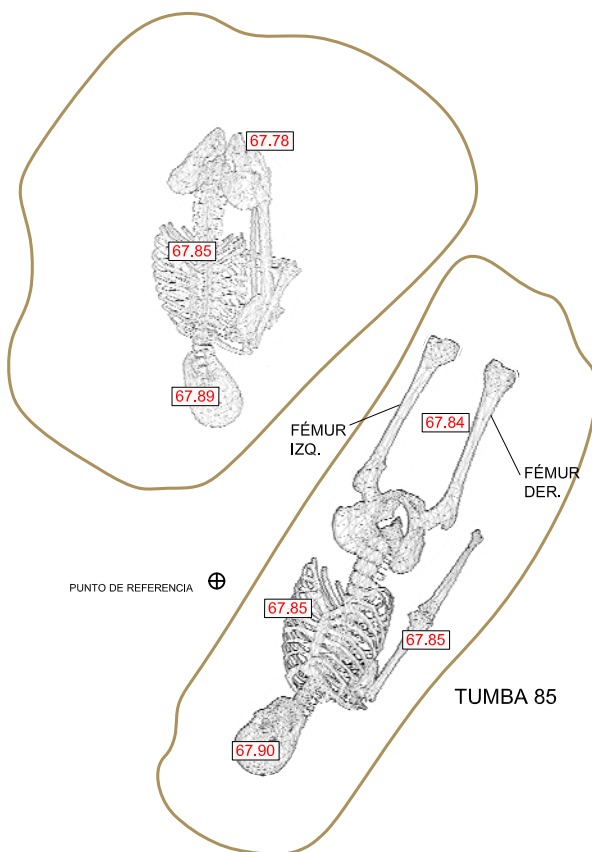 67.78
67.85
67.89
FÉMUR
IZQ.
67.84
FÉMUR
DER.
PUNTO DE REFERENCIA
67.85
67.85
TUMBA 85
67.90